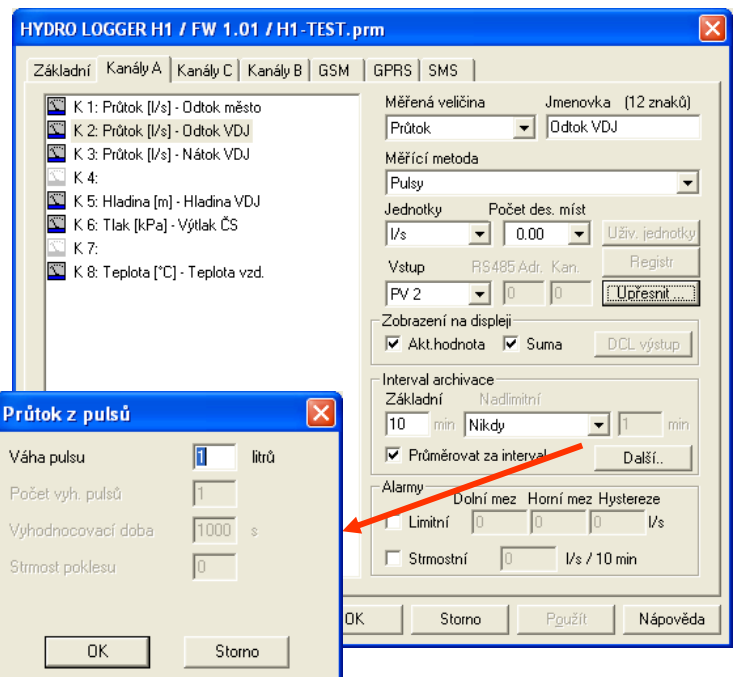 HYDRO LOGGER H1 / FW 1.01 / H1-TEST.prm
Základní Kanály A Kanály C Kanály B GSM GPRS SMS
K 1: Průtok [l/s] - Odtok město
K 2: Průtok [l/s] - Odtok VDJ
K 3: Průtok [l/s] - Nátok VDJ
K 4:
K 5: Hladina [m] - Hladina VDJ
K 6: Tlak [kPa] - Výtlak ČS
K 7:
K 8: Teplota [°C] - Teplota vzd.
Měřená veličina Jmenovka (12 znaků)
Průtok Odtok VDJ
Měřící metoda
Pulsy
Jednotky Počet des. míst
l/s 0.00 Uživ. jednotky
Vstup RS485 Adr. Kan. Registr
PV 2 0 0 Upřesnit ...
Zobrazení na displeji
Akt.hodnota Suma DCL výstup
Interval archivace
Základní Nadlimitní
10 min Nikdy 1 min
Průměrovat za interval Další..
Alarmy
Dolní mez Horní mez Hystereze
Limitní 0 0 0 l/s
Strmostní 0 l/s / 10 min
OK Storno Použít Nápověda
Průtok z pulsů
Váha pulsu 1 litrů
Počet vyh. pulsů 1
Vyhodnocovací doba 1000 s
Strmost poklesu 0
OK Storno